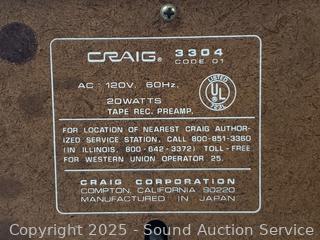 CRAIG® 3304
CODE 01
AC : 120V. 60Hz.
20WATTS
TAPE REC. PREAMP.
LISTED
UL
FOR LOCATION OF NEAREST CRAIG AUTHOR-
IZED SERVICE STATION, CALL 800-851-3360
(IN ILLINOIS, 800-642-3372) TOLL-FREE
FOR WESTERN UNION OPERATOR 25.
CRAIG CORPORATION
COMPTON, CALIFORNIA 90220
MANUFACTURED IN JAPAN
Copyright 2025 - Sound Auction Service